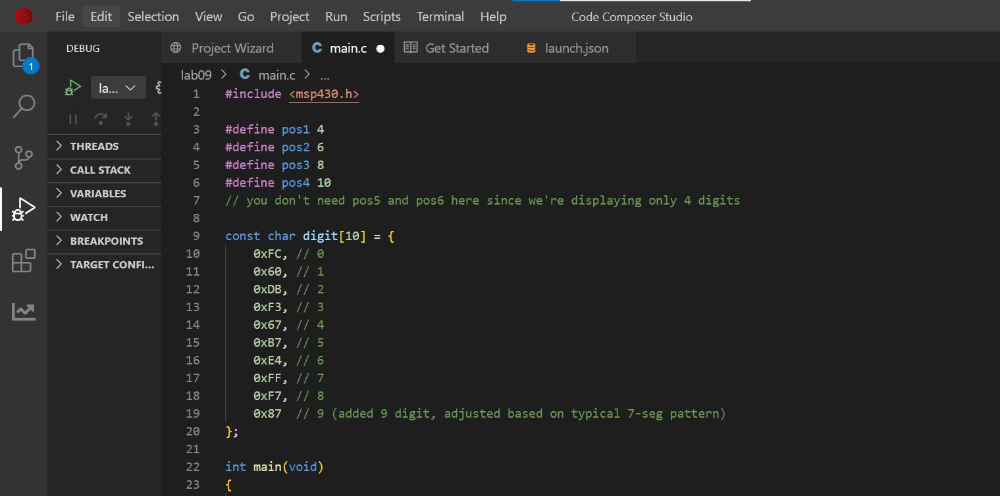 File Edit Selection View Go Project Run Scripts Terminal Help Code Composer Studio
1
DEBUG
la...
THREADS
CALL STACK
VARIABLES
WATCH
BREAKPOINTS
TARGET CONFI...
Project Wizard C main.c Get Started launch.json
lab09 > C main.c > ...
1 #include <msp430.h>
2
3 #define pos1 4
4 #define pos2 6
5 #define pos3 8
6 #define pos4 10
7 // you don't need pos5 and pos6 here since we're displaying only 4 digits
8
9 const char digit[10] = {
10 0xFC, // 0
11 0x60, // 1
12 0xDB, // 2
13 0xF3, // 3
14 0x67, // 4
15 0xB7, // 5
16 0xE4, // 6
17 0xFF, // 7
18 0xF7, // 8
19 0x87 // 9 (added 9 digit, adjusted based on typical 7-seg pattern)
20 };
21
22 int main(void)
23 {